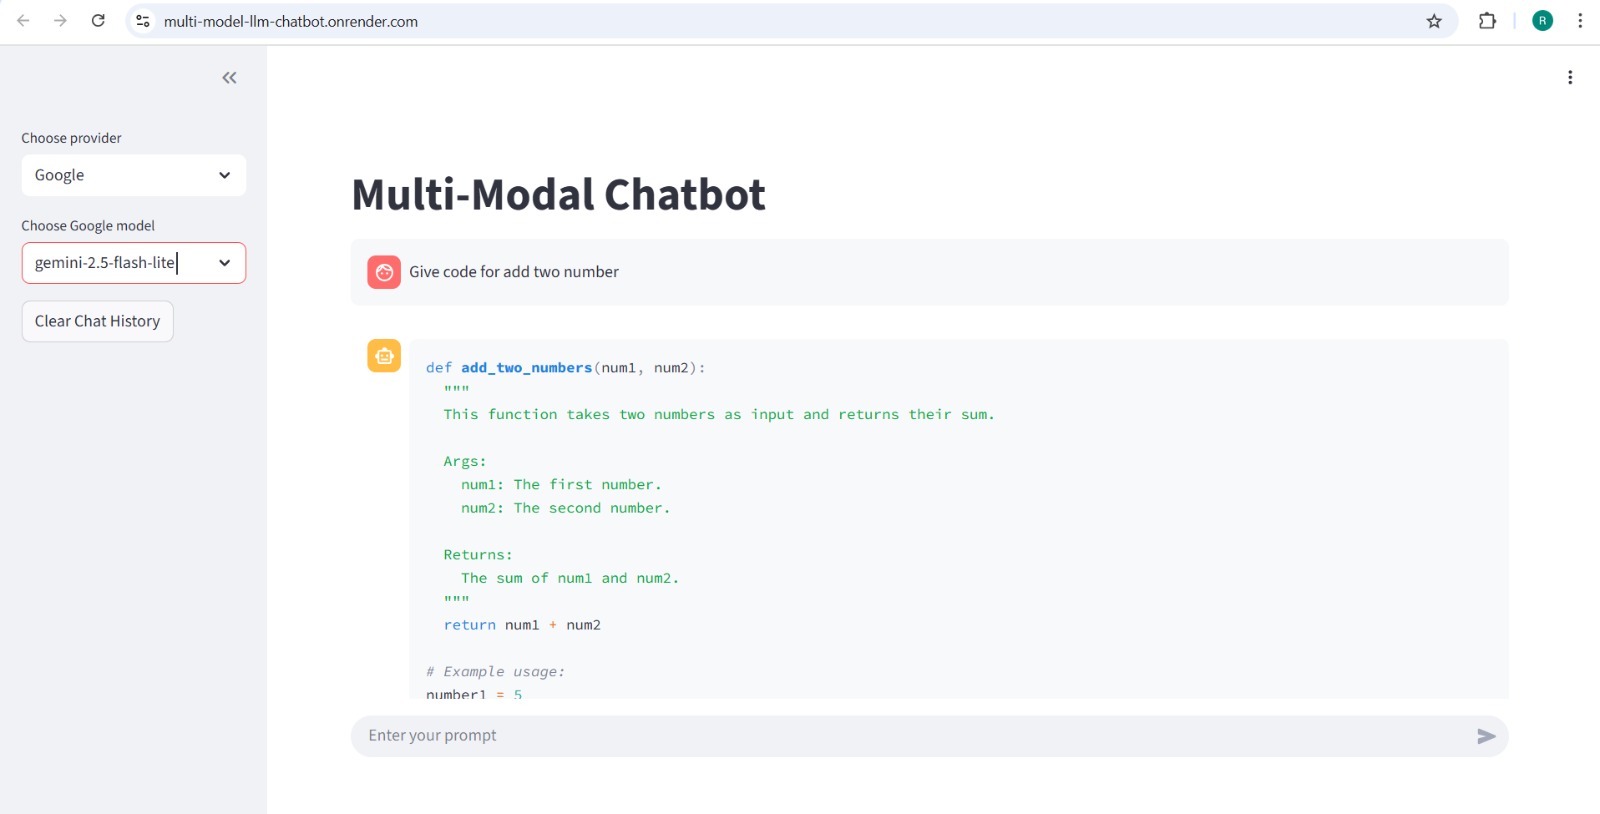 multi-model-llm-chatbot.onrender.com
R
Choose provider
Google
Choose Google model
gemini-2.5-flash-lite
Clear Chat History
Multi-Modal Chatbot
Give code for add two number
def add_two_numbers(num1, num2):
"""
This function takes two numbers as input and returns their sum.
Args:
num1: The first number.
num2: The second number.
Returns:
The sum of num1 and num2.
"""
return num1 + num2
# Example usage:
number1 = 5
Enter your prompt